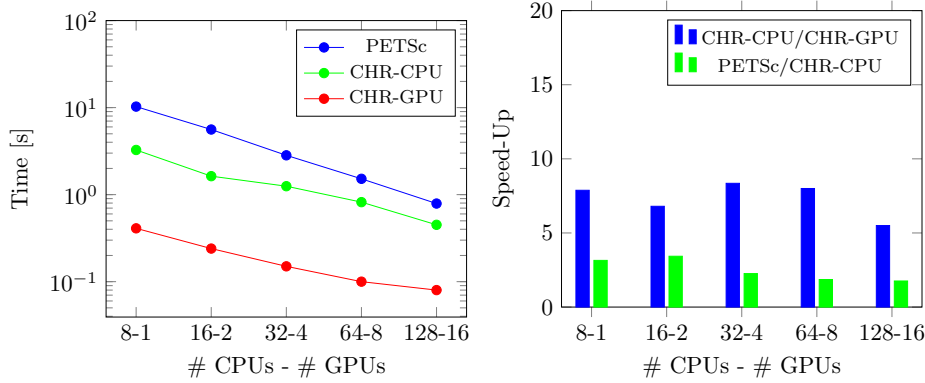 10^2
10^1
10^0
10^{-1}
Time [s]
8-1 16-2 32-4 64-8 128-16
# CPUs - # GPUs
PETSc
CHR-CPU
CHR-GPU
20
15
10
5
0
Speed-Up
8-1 16-2 32-4 64-8 128-16
# CPUs - # GPUs
CHR-CPU/CHR-GPU
PETSc/CHR-CPU